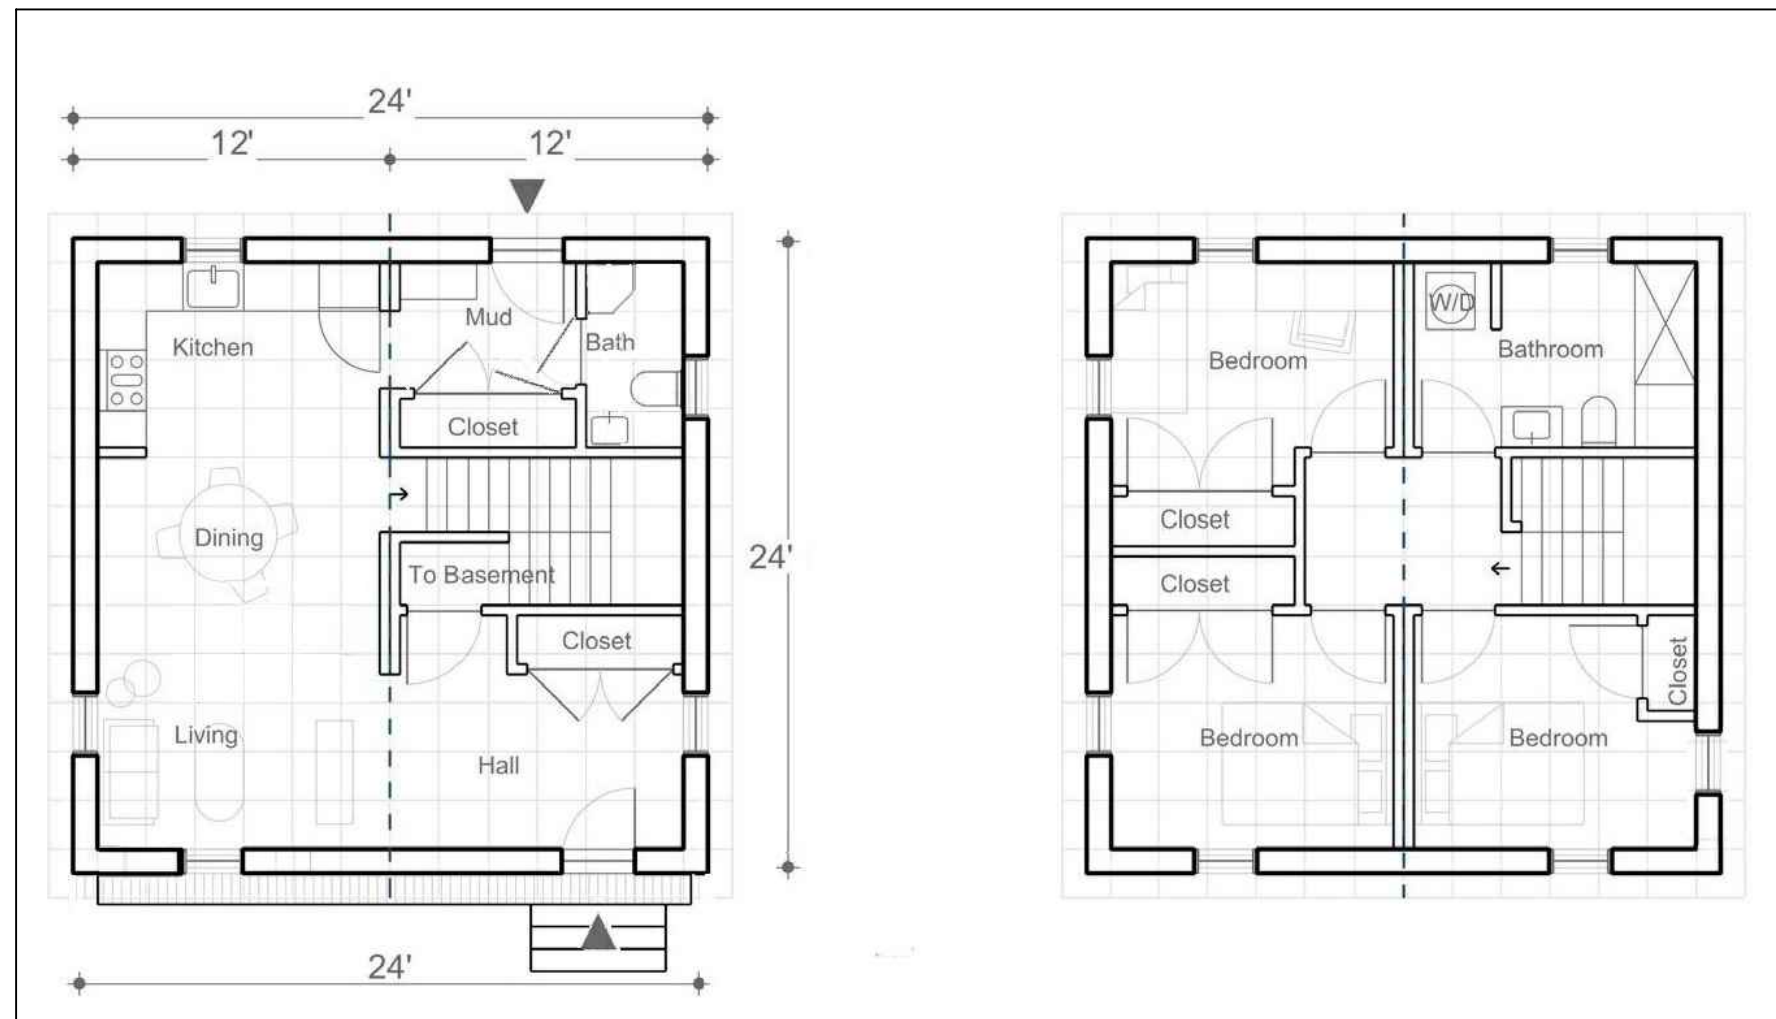 24'
12'
12'
Kitchen
Mud
Bath
Closet
Dining
To Basement
Closet
Living
Hall
24'
24'
W/D
Bedroom
Bathroom
Closet
Closet
Closet
Bedroom
Bedroom